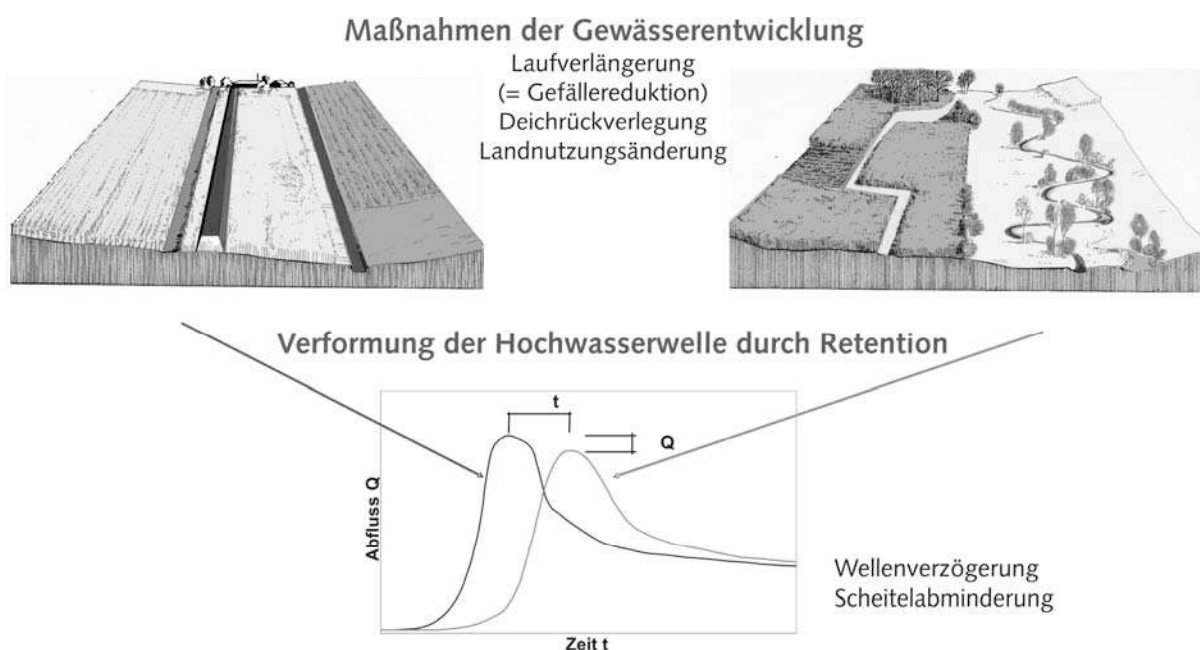 Maßnahmen der Gewässerentwicklung
Laufverlängerung
(= Gefällereduktion)
Deichrückverlegung
Landnutzungsänderung
Verformung der Hochwasserwelle durch Retention
t
Q
Abfluss Q
Zeit t
Wellenverzögerung
Scheitelabminderung